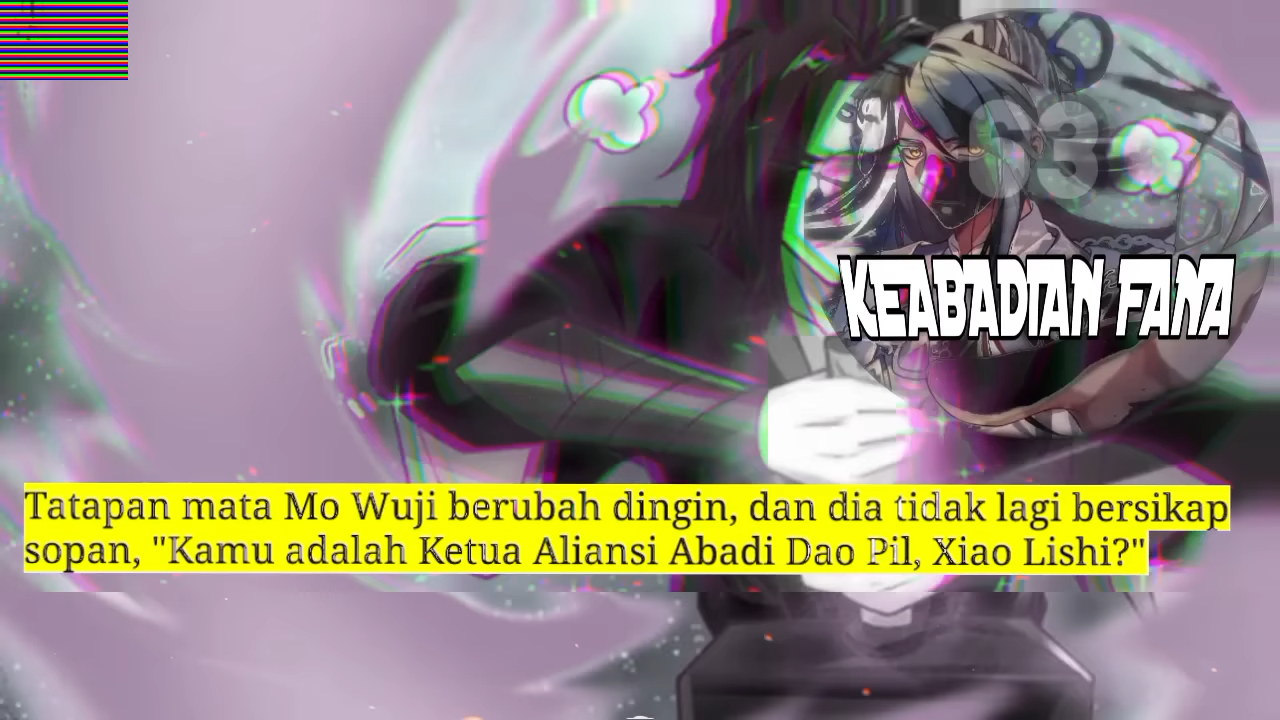 63
KEABADIAN FANA
Tatapan mata Mo Wuji berubah dingin, dan dia tidak lagi bersikap
sopan, "Kamu adalah Ketua Aliansi Abadi Dao Pil, Xiao Lishi?"